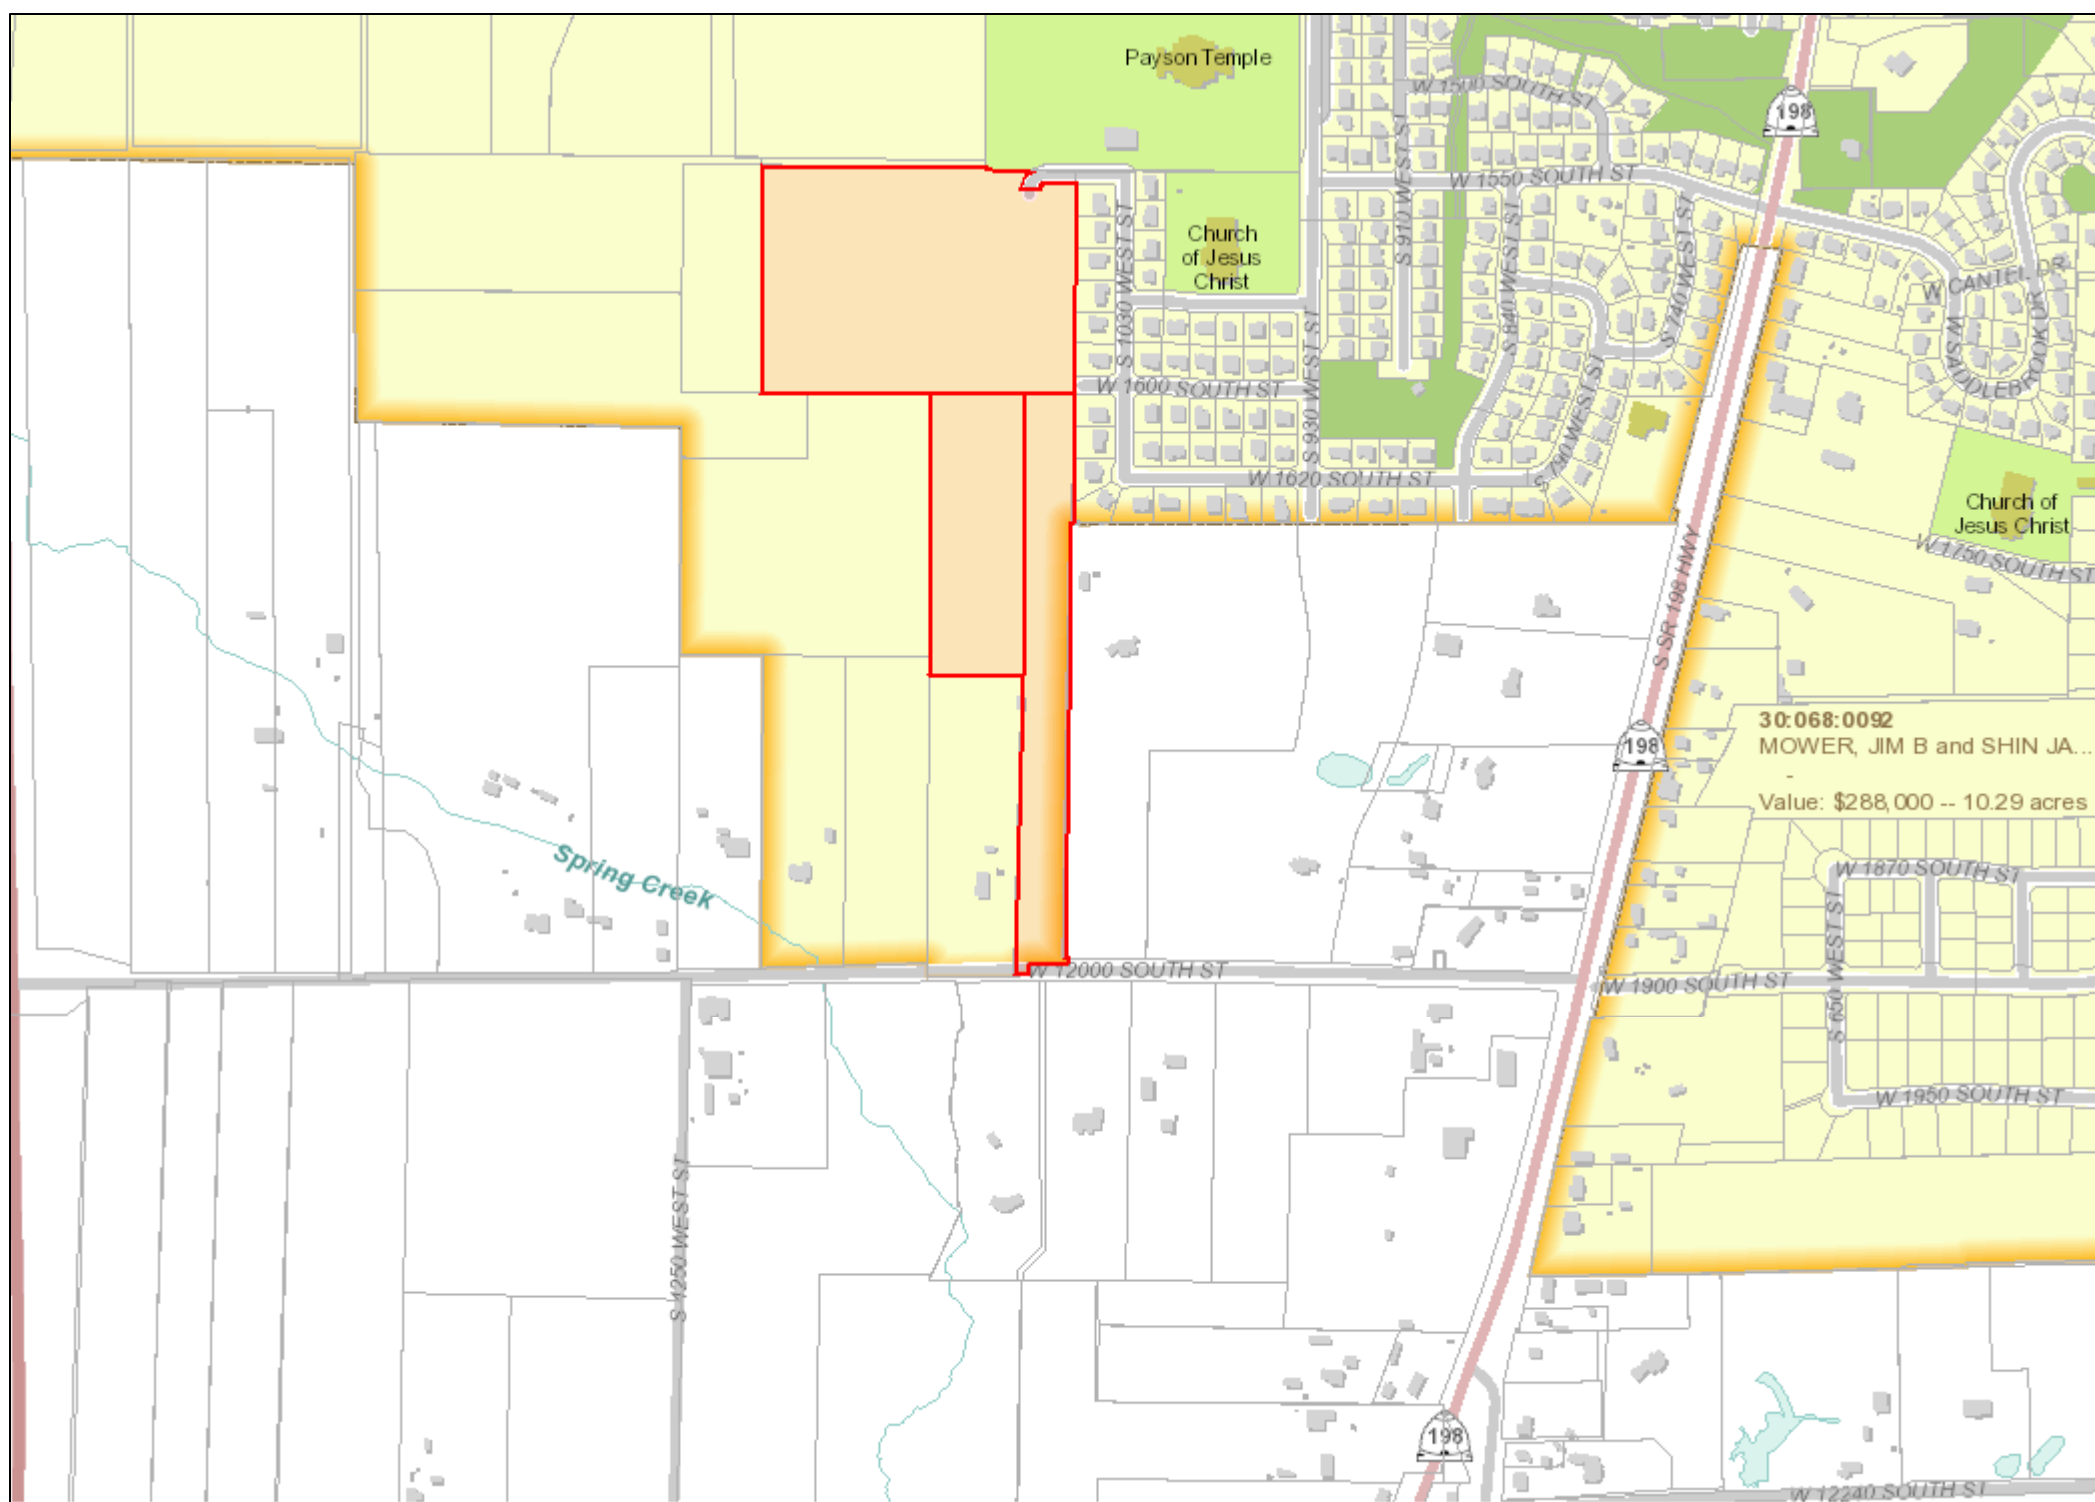 Payson Temple
W 1500 SOUTH ST
198
W 1550 SOUTH ST
S 910 WEST ST
S 1030 WEST ST
Church
of Jesus
Christ
S 840 WEST ST
S 740 WEST ST
W CANTEL DR
W SADDLEBROOK DR
W 1600 SOUTH ST
S 930 WEST ST
S 790 WEST ST
W 1620 SOUTH ST
Church of
Jesus Christ
W 1750 SOUTH ST
S SR 198 HWY
30:068:0092
MOWER, JIM B and SHIN JA...
-
Value: $288,000 -- 10.29 acres
198
Spring Creek
W 1870 SOUTH ST
S 650 WEST ST
W 12000 SOUTH ST
W 1900 SOUTH ST
W 1950 SOUTH ST
S 4250 WEST ST
198
W 12240 SOUTH ST